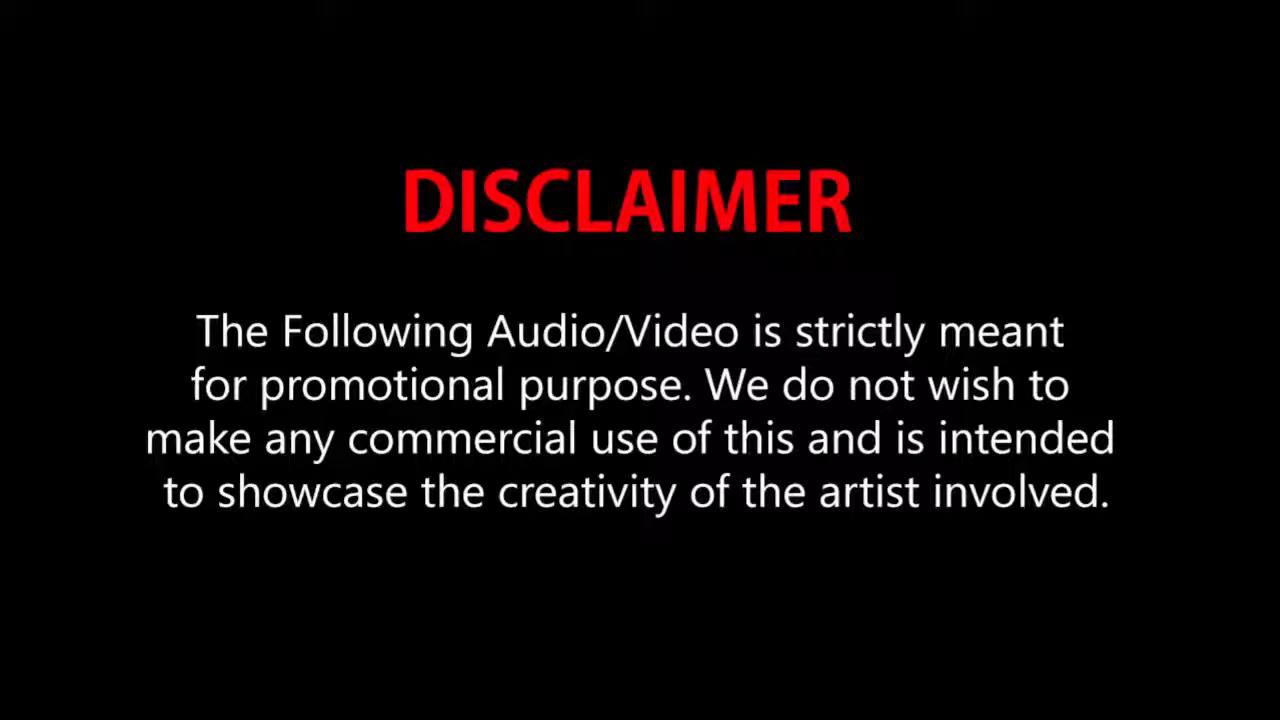 DISCLAIMER
The Following Audio/Video is strictly meant
for promotional purpose. We do not wish to
make any commercial use of this and is intended
to showcase the creativity of the artist involved.